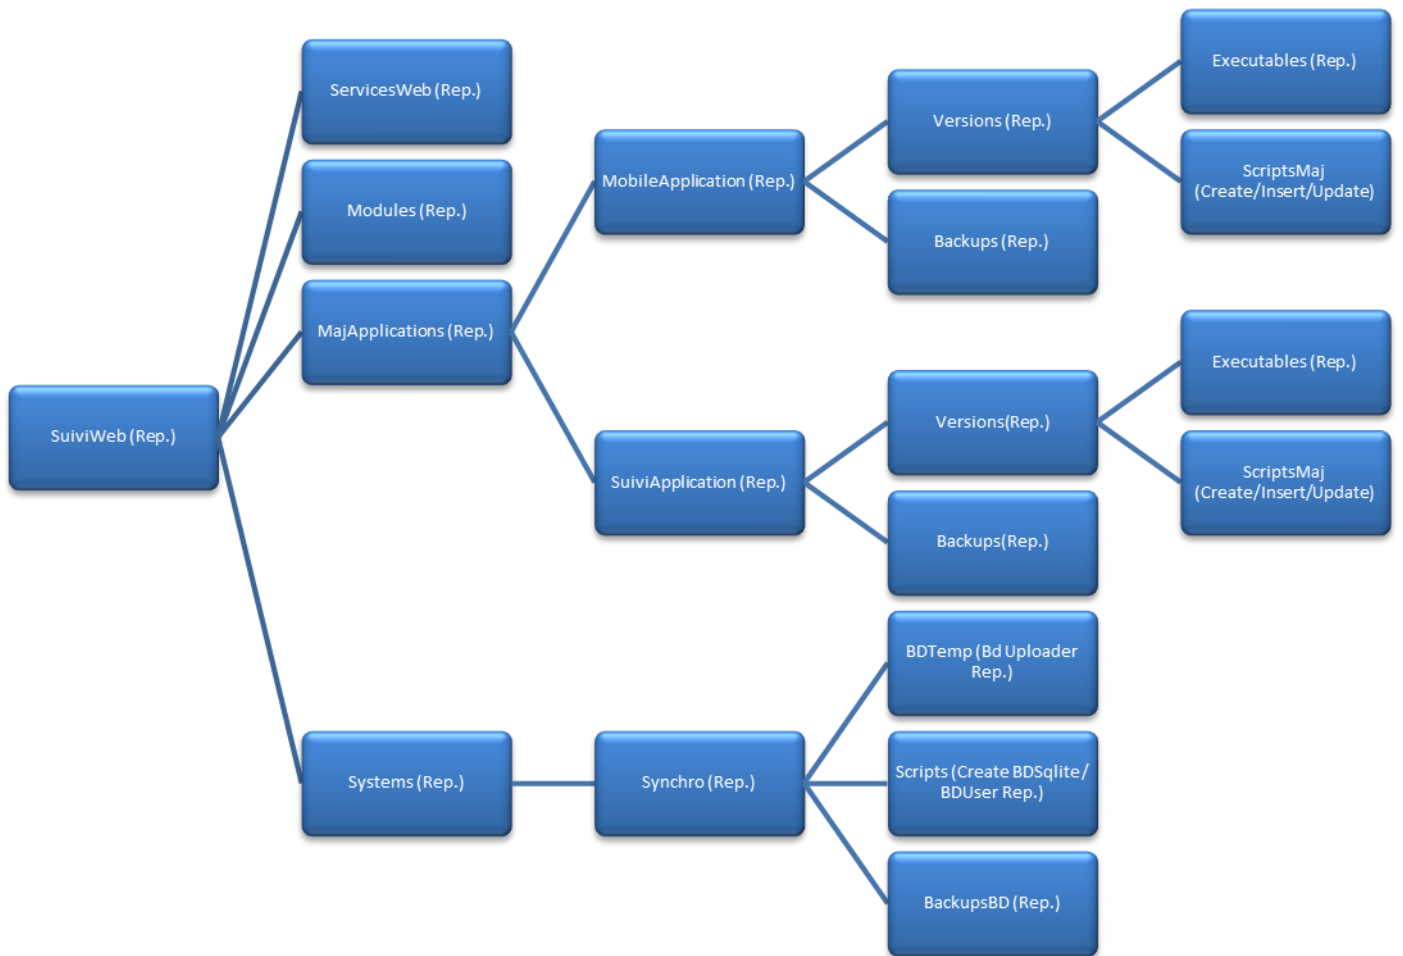 SuiviWeb (Rep.)
ServicesWeb (Rep.)
Modules (Rep.)
MajApplications (Rep.)
MobileApplication (Rep.)
Versions (Rep.)
Executables (Rep.)
ScriptsMaj
(Create/Insert/Update)
Backups (Rep.)
SuiviApplication (Rep.)
Versions(Rep.)
Executables (Rep.)
ScriptsMaj
(Create/Insert/Update)
Backups(Rep.)
Systems (Rep.)
Synchro (Rep.)
BDTemp (Bd Uploader
Rep.)
Scripts (Create BDSqlite/
BDUser Rep.)
BackupsBD (Rep.)